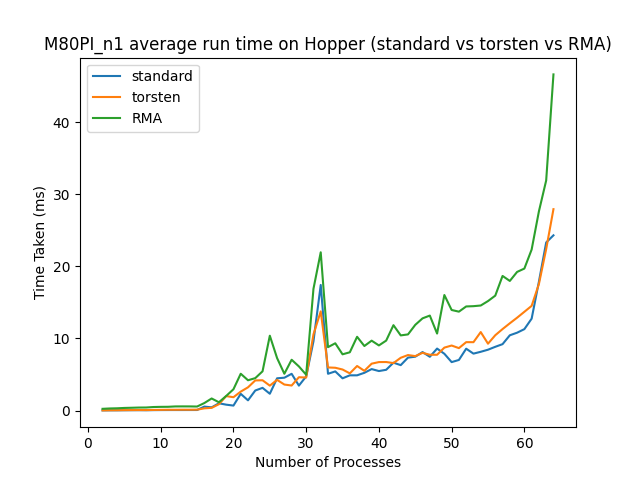 M80PI_n1 average run time on Hopper (standard vs torsten vs RMA)
standard
torsten
RMA
Time Taken (ms)
40
30
20
10
0
0 10 20 30 40 50 60
Number of Processes